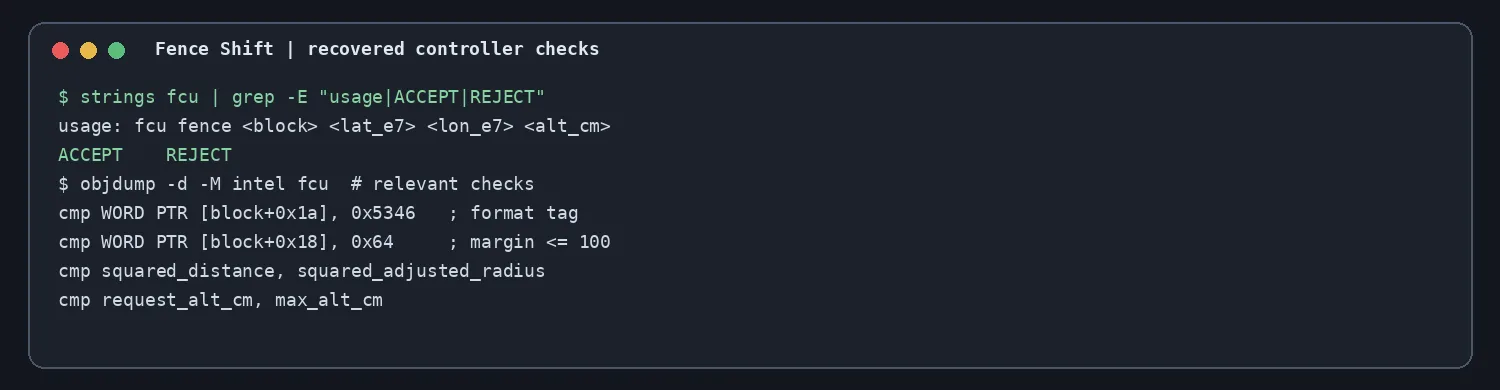 Fence Shift | recovered controller checks
$ strings fcu | grep -E "usage|ACCEPT|REJECT"
usage: fcu fence <block> <lat_e7> <lon_e7> <alt_cm>
ACCEPT    REJECT
$ objdump -d -M intel fcu  # relevant checks
cmp WORD PTR [block+0x1a], 0x5346   ; format tag
cmp WORD PTR [block+0x18], 0x64     ; margin <= 100
cmp squared_distance, squared_adjusted_radius
cmp request_alt_cm, max_alt_cm